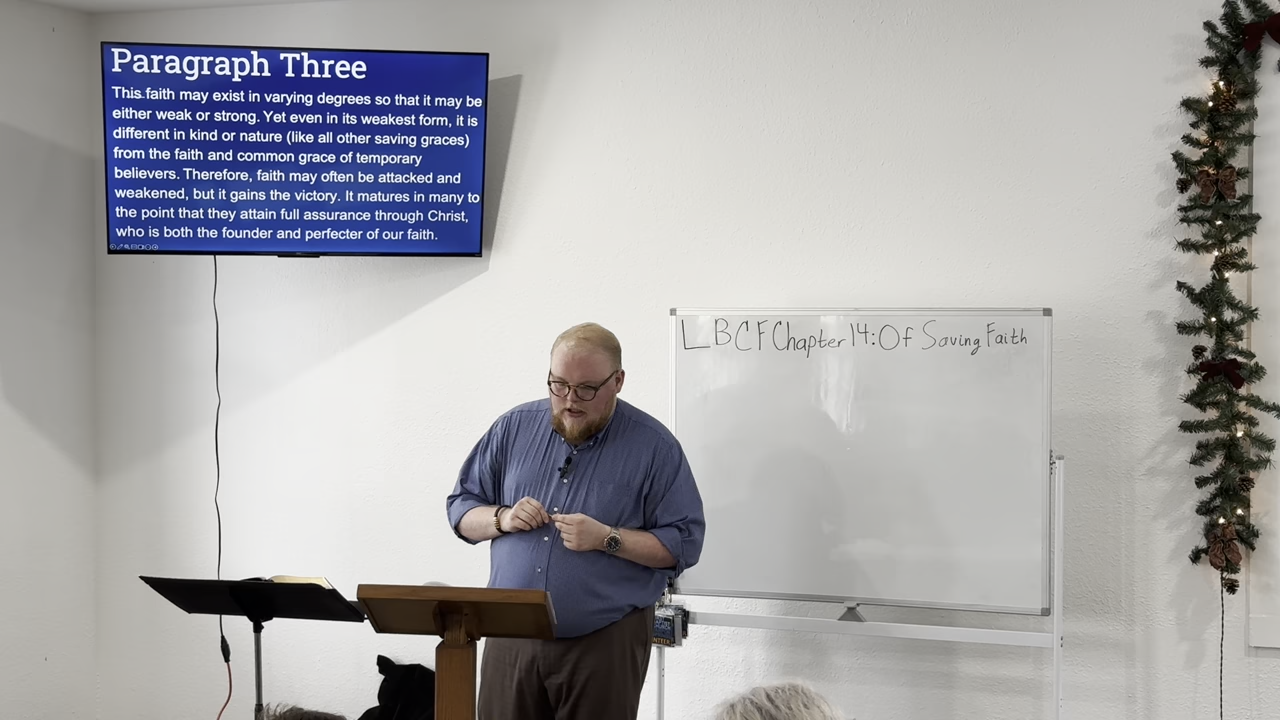 Paragraph Three
This faith may exist in varying degrees so that it may be
either weak or strong. Yet even in its weakest form, it is
different in kind or nature (like all other saving graces)
from the faith and common grace of temporary
believers. Therefore, faith may often be attacked and
weakened, but it gains the victory. It matures in many to
the point that they attain full assurance through Christ,
who is both the founder and perfecter of our faith.
LBCF Chapter 14: Of Saving Faith